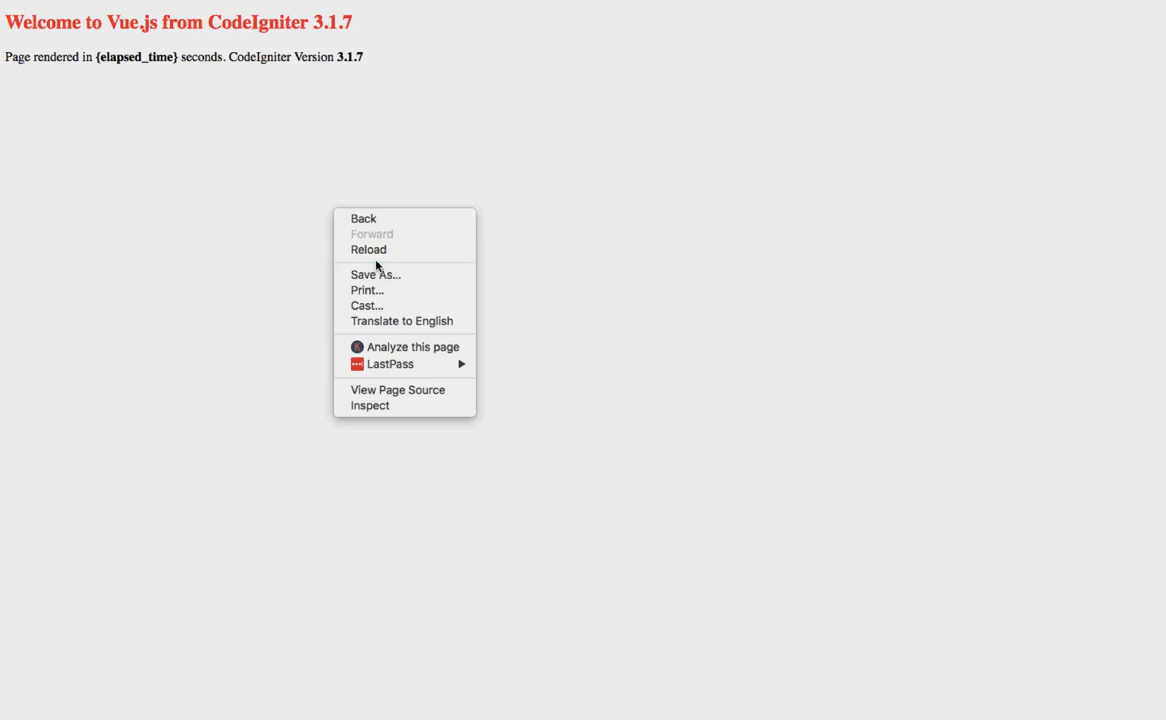 Welcome to Vue.js from CodeIgniter 3.1.7
Page rendered in {elapsed_time} seconds. CodeIgniter Version 3.1.7
Back
Forward
Reload
Save As...
Print...
Cast...
Translate to English
K Analyze this page
LastPass
View Page Source
Inspect